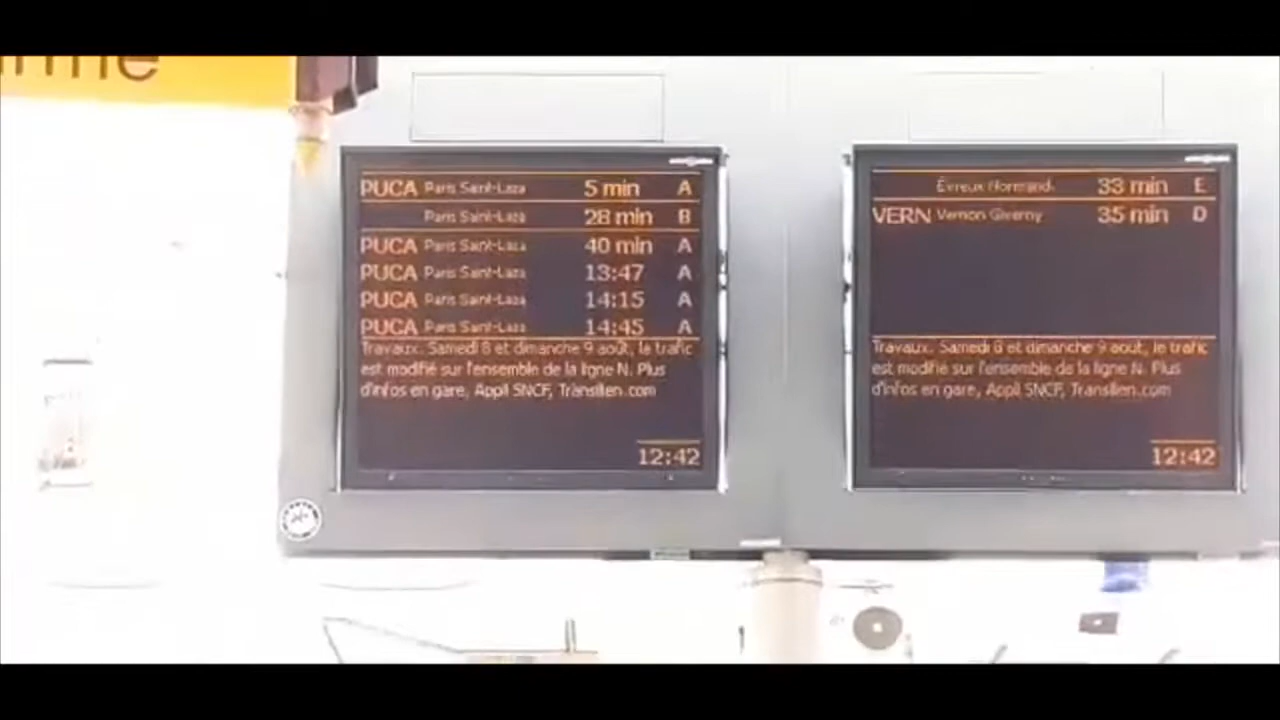 PUCA Paris Saint-Laza 5 min A
Paris Saint-Laza 28 min B
PUCA Paris Saint-Laza 40 min A
PUCA Paris Saint-Laza 13:47 A
PUCA Paris Saint-Laza 14:15 A
PUCA Paris Saint-Laza 14:45 A
Travaux. Samedi 8 et dimanche 9 août, le trafic
est modifié sur l'ensemble de la ligne N. Plus
d'infos en gare, Appli SNCF, Transilien.com
12:42
Évreux Normand. 33 min E
VERN Vernon Giverny 35 min D
Travaux. Samedi 8 et dimanche 9 août, le trafic
est modifié sur l'ensemble de la ligne N. Plus
d'infos en gare, Appli SNCF, Transilien.com
12:42